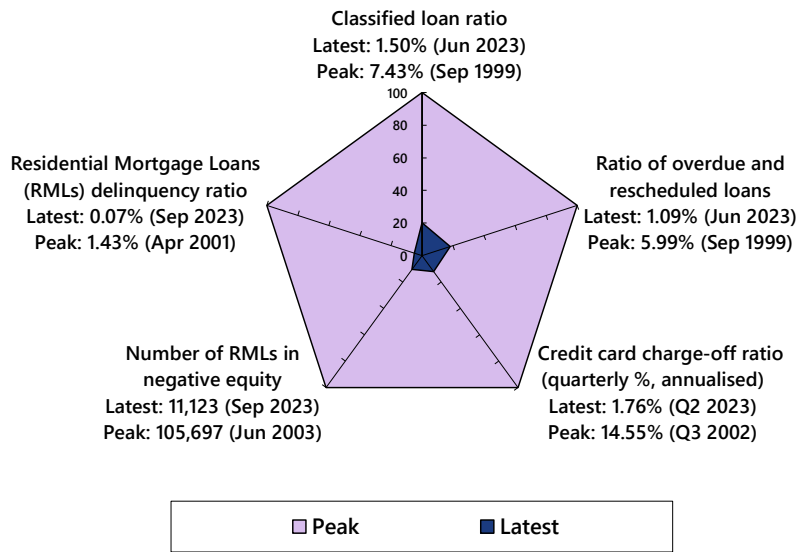 Classified loan ratio
Latest: 1.50% (Jun 2023)
Peak: 7.43% (Sep 1999)
100
80
60
40
20
0
Residential Mortgage Loans
(RMLs) delinquency ratio
Latest: 0.07% (Sep 2023)
Peak: 1.43% (Apr 2001)
Ratio of overdue and
rescheduled loans
Latest: 1.09% (Jun 2023)
Peak: 5.99% (Sep 1999)
Number of RMLs in
negative equity
Latest: 11,123 (Sep 2023)
Peak: 105,697 (Jun 2003)
Credit card charge-off ratio
(quarterly %, annualised)
Latest: 1.76% (Q2 2023)
Peak: 14.55% (Q3 2002)
Peak
Latest